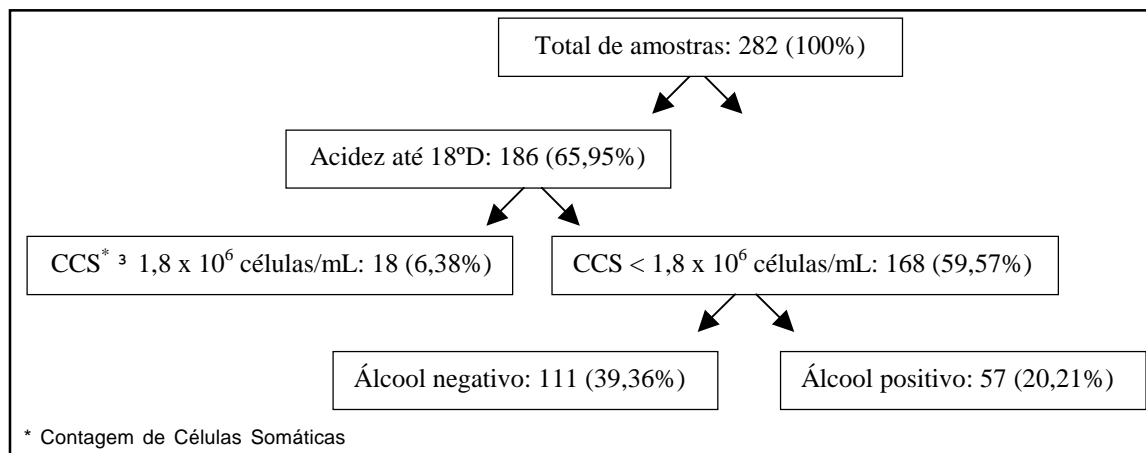 Total de amostras: 282 (100%)
Acidez até 18ºD: 186 (65,95%)
CCS* ³ 1,8 x 10⁶ células/mL: 18 (6,38%)
CCS < 1,8 x 10⁶ células/mL: 168 (59,57%)
Álcool negativo: 111 (39,36%)
Álcool positivo: 57 (20,21%)
* Contagem de Células Somáticas